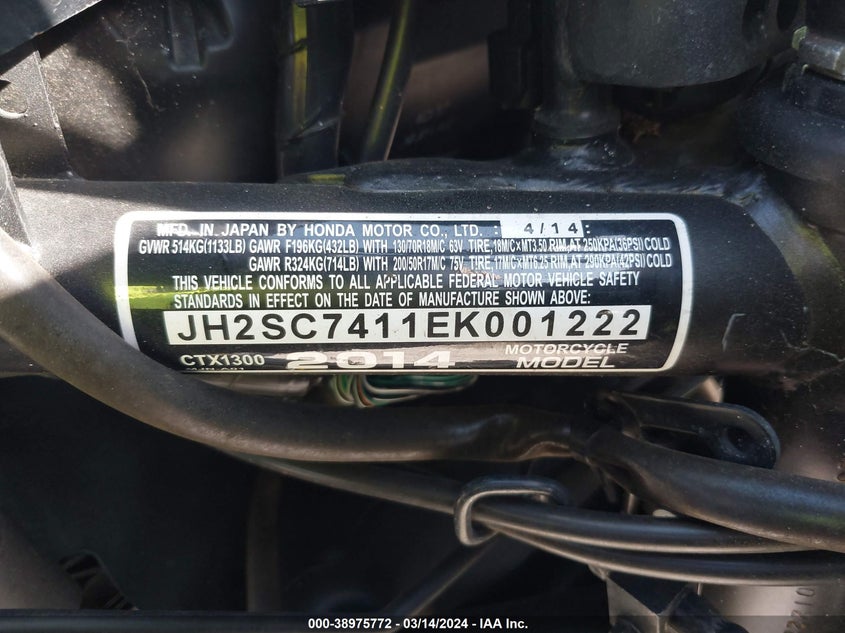 MFD. IN JAPAN BY HONDA MOTOR CO., LTD.: 4/14:
GVWR 514KG(1133LB) GAWR F196KG(432LB) WITH 130/70R18M/C 63V TIRE, 18M/C×MT3.50 RIM, AT 250KPA(36PSI) COLD
GAWR R324KG(714LB) WITH 200/50R17M/C 75V TIRE, 17M/C×MT6.25 RIM, AT 290KPA(42PSI) COLD
THIS VEHICLE CONFORMS TO ALL APPLICABLE FEDERAL MOTOR VEHICLE SAFETY
STANDARDS IN EFFECT ON THE DATE OF MANUFACTURE SHOWN ABOVE:
JH2SC7411EK001222
CTX1300 2014 MOTORCYCLE MODEL
000-38975772 - 03/14/2024 - IAA Inc.